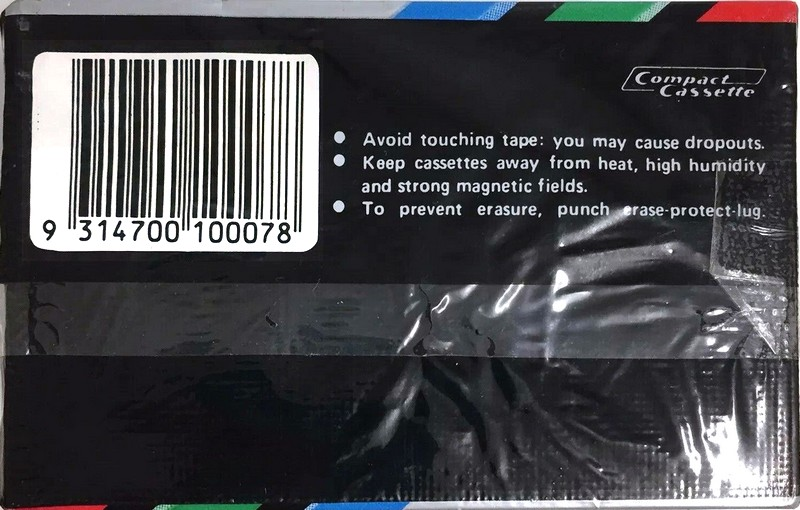 Compact
Cassette
● Avoid touching tape: you may cause dropouts.
● Keep cassettes away from heat, high humidity
and strong magnetic fields.
● To prevent erasure, punch erase-protect-lug.
9 314700 100078